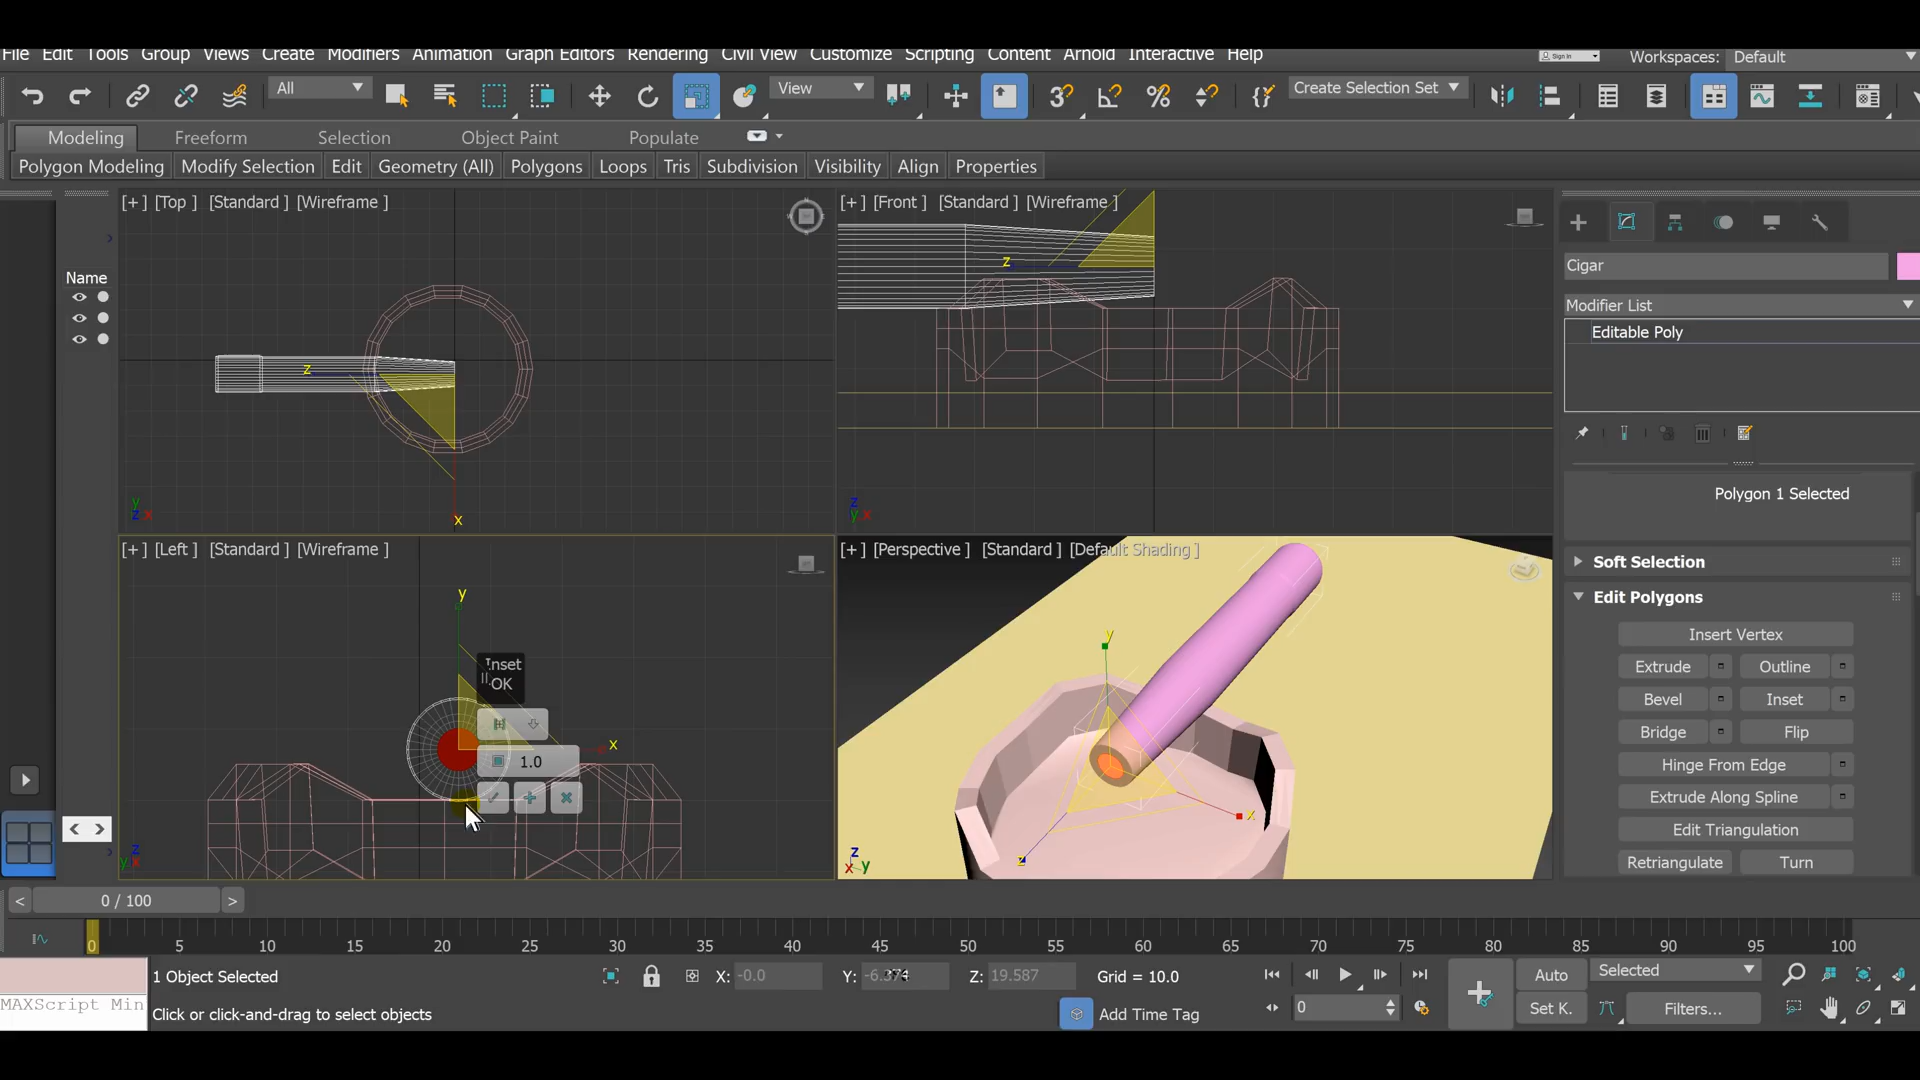 File Edit Tools Group Views Create Modifiers Animation Graph Editors Rendering Civil View Customize Scripting Content Arnold Interactive Help Sign In Workspaces: Default
All View Create Selection Set
Modeling Freeform Selection Object Paint Populate
Polygon Modeling Modify Selection Edit Geometry (All) Polygons Loops Tris Subdivision Visibility Align Properties
[+] [Top ] [Standard ] [Wireframe ]
[+] [Front ] [Standard ] [Wireframe ]
Name
z
x
y
z x
z
z
y x
Cigar
Modifier List
Editable Poly
Polygon 1 Selected
Soft Selection
Edit Polygons
Insert Vertex
Extrude Outline
Bevel Inset
Bridge Flip
Hinge From Edge
Extrude Along Spline
Edit Triangulation
Retriangulate Turn
[+] [Left ] [Standard ] [Wireframe ]
y
Inset
OK
x
1.0
z
y x
[+] [Perspective ] [Standard ] [Default Shading ]
y
x
z
z
x y
< 0 / 100 >
0 5 10 15 20 25 30 35 40 45 50 55 60 65 70 75 80 85 90 95 100
1 Object Selected X: -0.0 Y: Z: 19.587 Grid = 10.0 Auto Selected
MAXScript Min
Click or click-and-drag to select objects Add Time Tag 0 Set K. Filters...